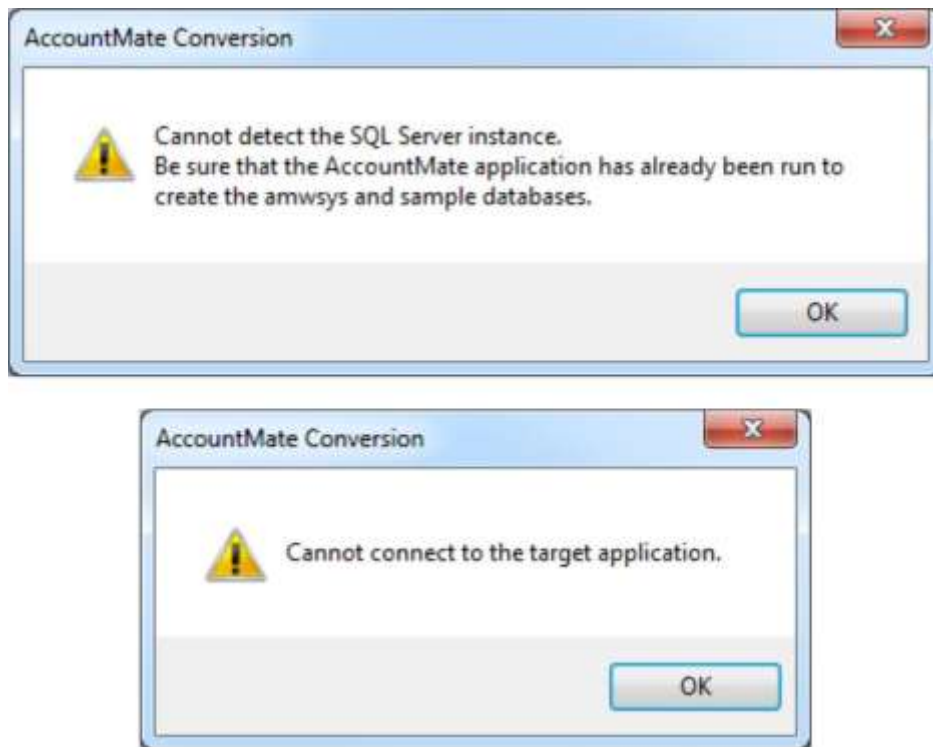 AccountMate Conversion
Cannot detect the SQL Server instance.
Be sure that the AccountMate application has already been run to
create the amwsys and sample databases.
OK
AccountMate Conversion
Cannot connect to the target application.
OK